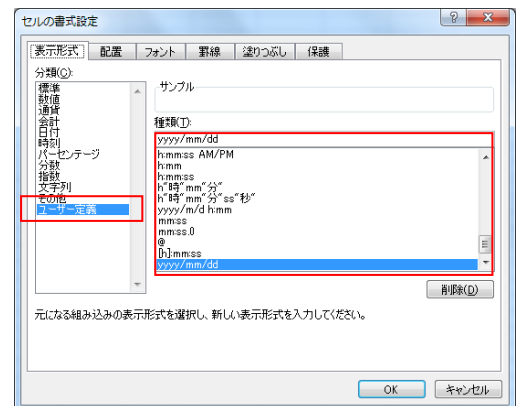 セルの書式設定
表示形式 配置 フォント 罫線 塗りつぶし 保護
分類(C):
標準
数値
通貨
会計
日付
時刻
パーセンテージ
分数
指数
文字列
その他
ユーザー定義
サンプル
種類(T):
yyyy/mm/dd
h:mm:ss AM/PM
h:mm
h:mm:ss
h"時"mm"分"
h"時"mm"分"ss"秒"
yyyy/m/d h:mm
mm:ss
mm:ss.0
@
[h]:mm:ss
yyyy/mm/dd
削除(D)
元になる組み込みの表示形式を選択し、新しい表示形式を入力してください。
OK キャンセル